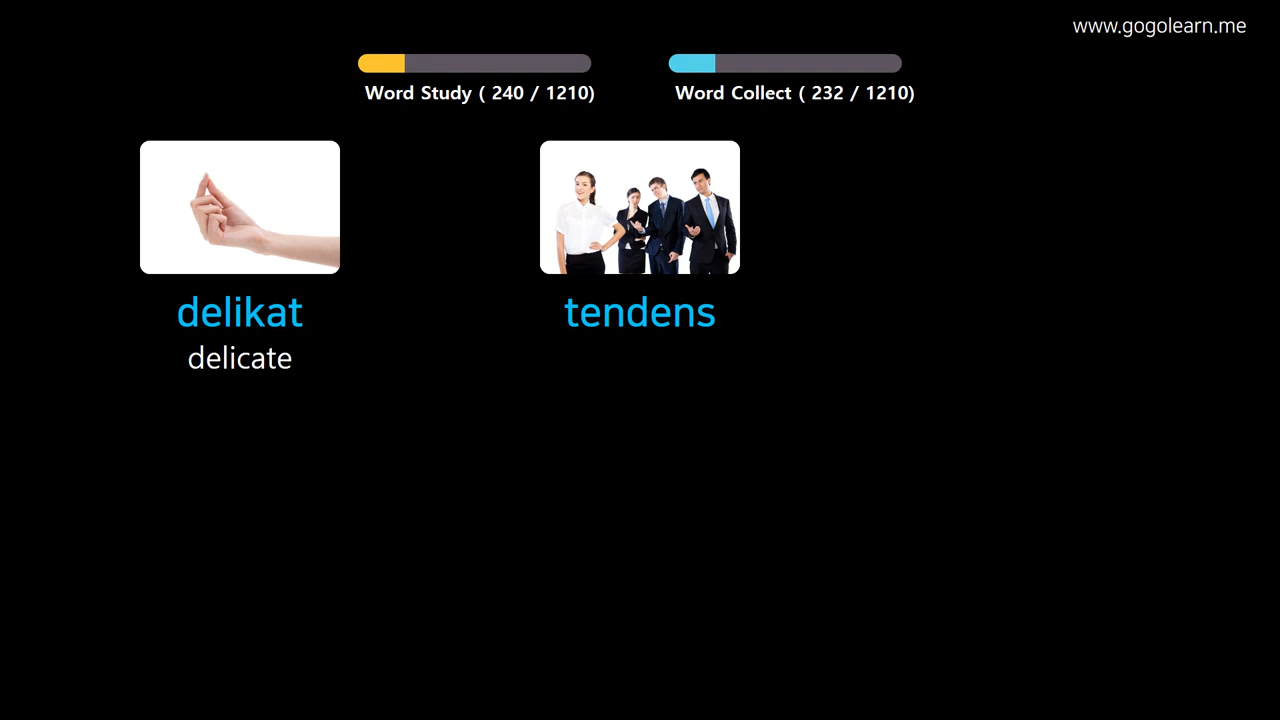 www.gogolearn.me
Word Study ( 240 / 1210)
Word Collect ( 232 / 1210)
delikat
delicate
tendens